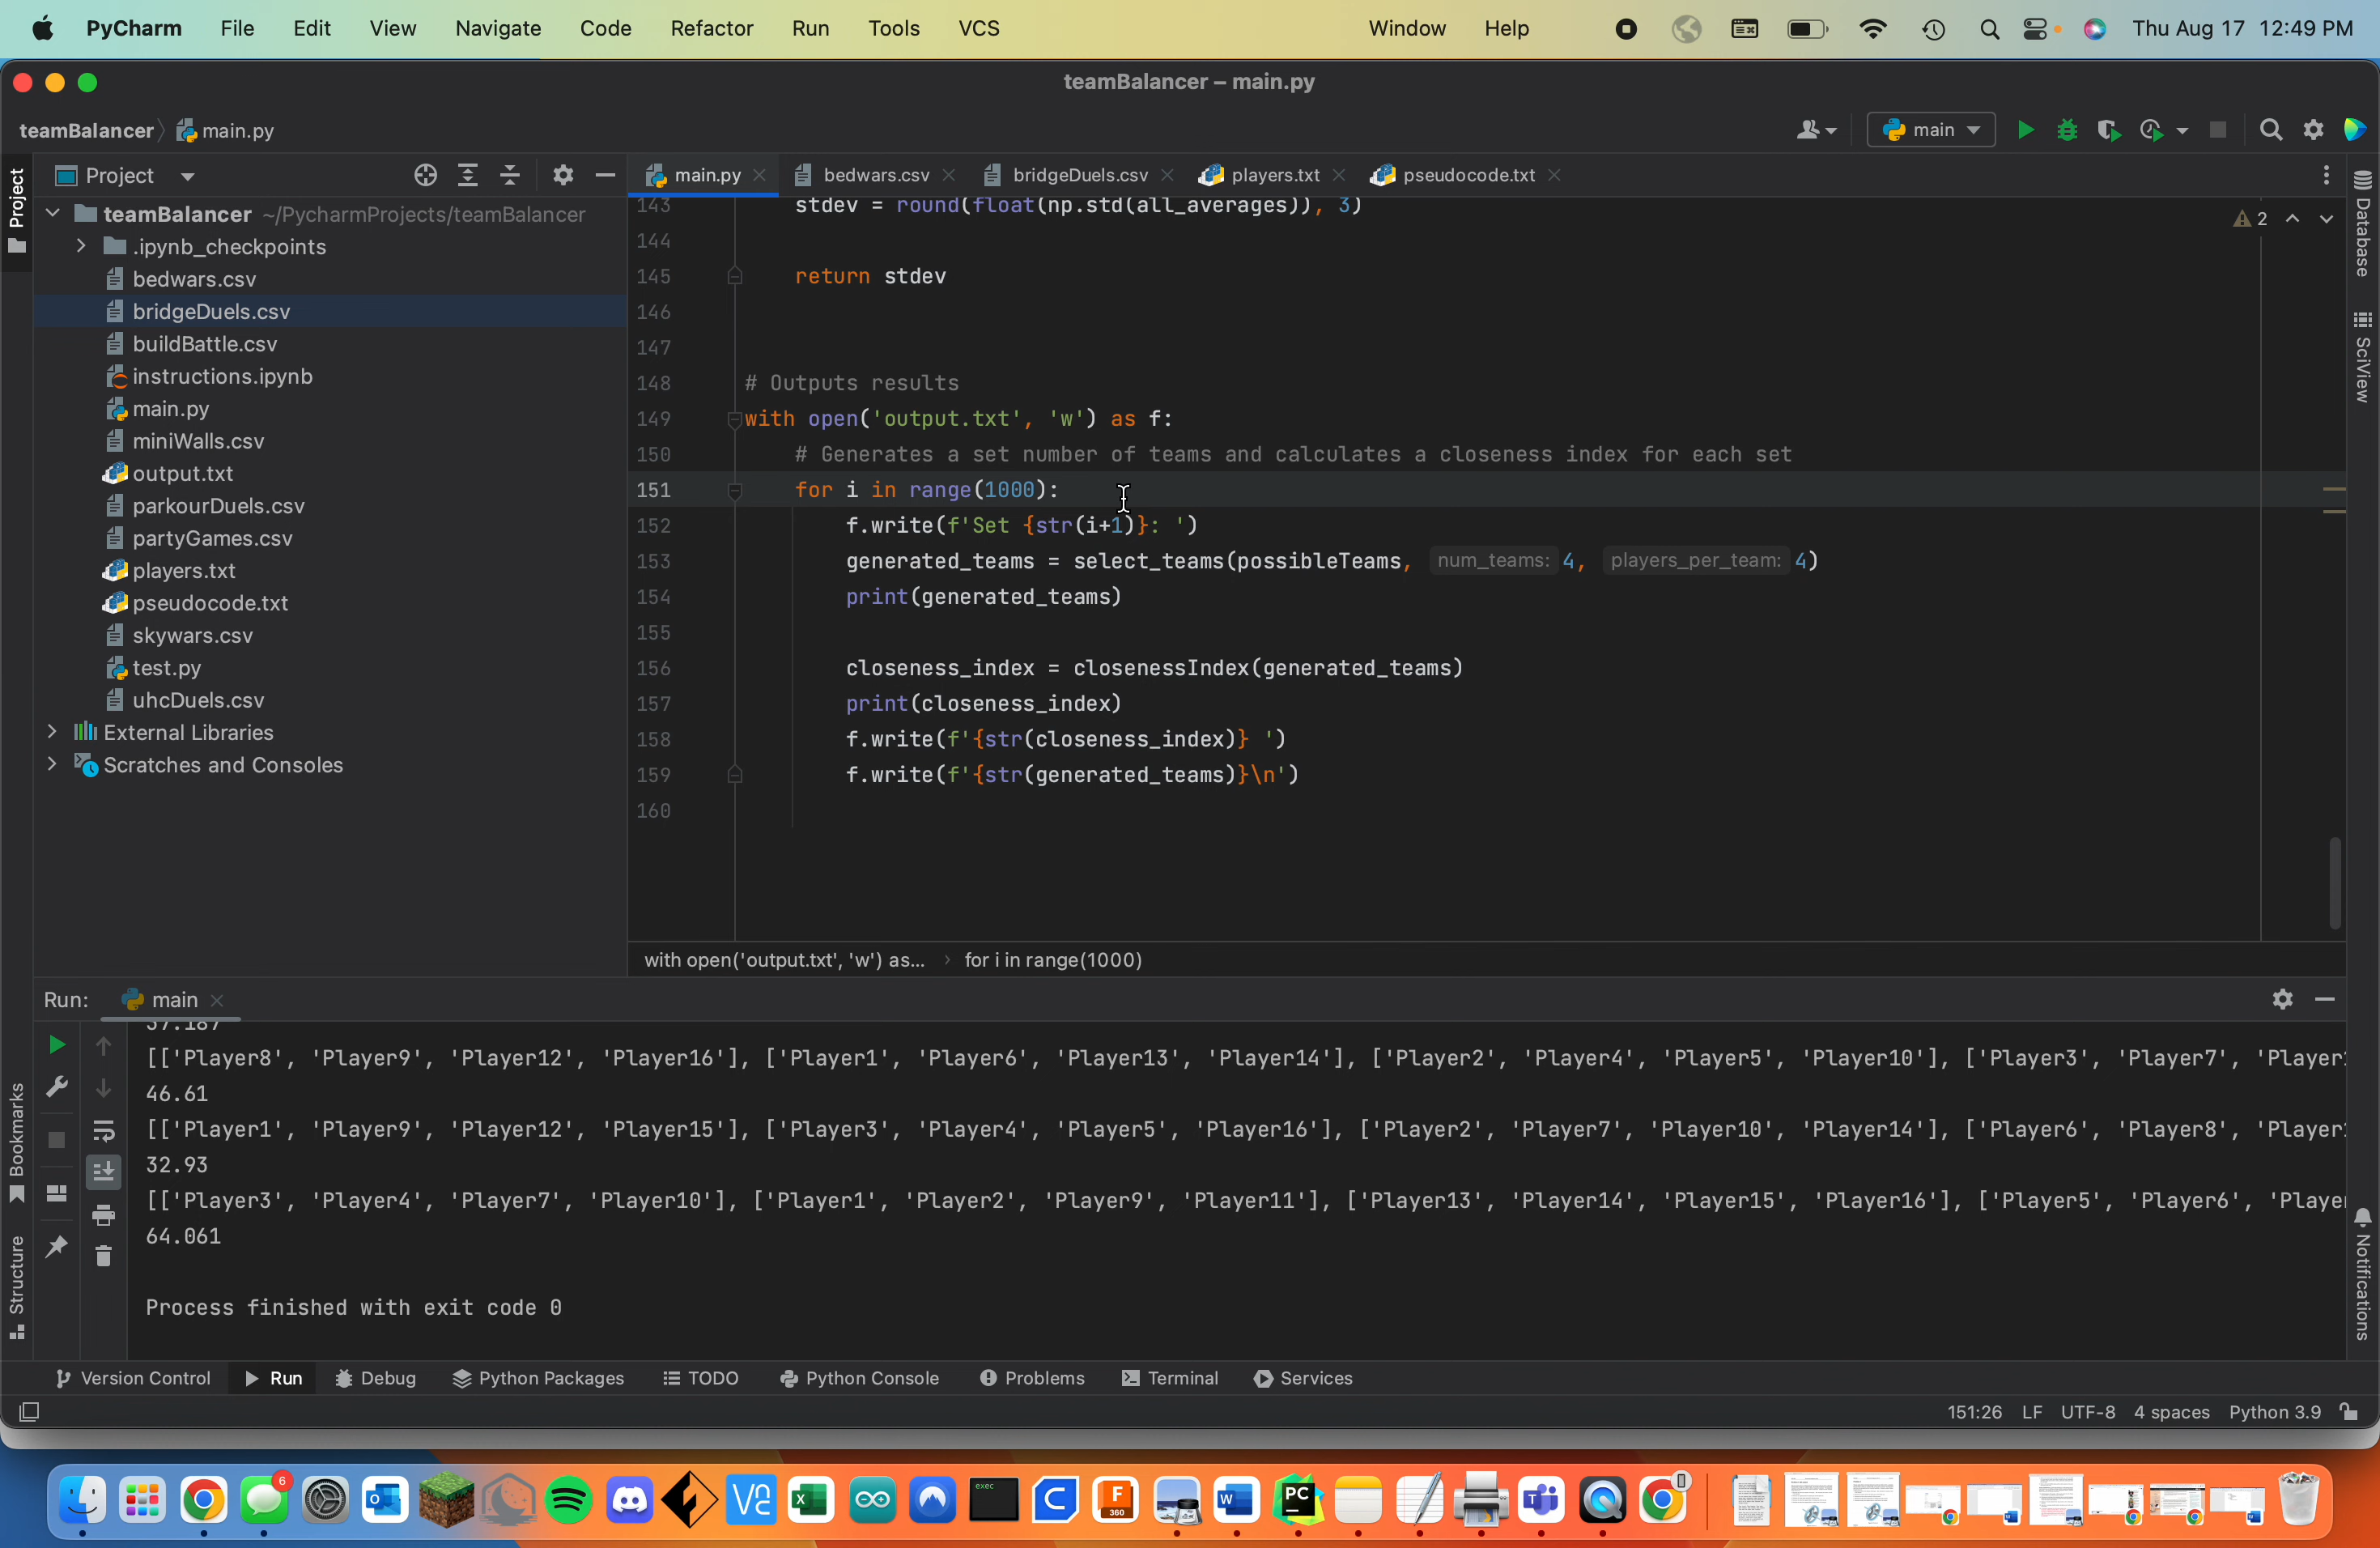 PyCharm File Edit View Navigate Code Refactor Run Tools VCS Window Help Thu Aug 17 12:49 PM
teamBalancer – main.py
teamBalancer main.py main
Project
Project
main.py bedwars.csv bridgeDuels.csv players.txt pseudocode.txt
teamBalancer ~/PycharmProjects/teamBalancer
.ipynb_checkpoints
bedwars.csv
bridgeDuels.csv
buildBattle.csv
instructions.ipynb
main.py
miniWalls.csv
output.txt
parkourDuels.csv
partyGames.csv
players.txt
pseudocode.txt
skywars.csv
test.py
uhcDuels.csv
External Libraries
Scratches and Consoles
2
143 stdev = round(float(np.std(all_averages)), 3)
144
145 return stdev
146
147
148 # Outputs results
149 with open('output.txt', 'w') as f:
150 # Generates a set number of teams and calculates a closeness index for each set
151 for i in range(1000):
152 f.write(f'Set {str(i+1)}: ')
153 generated_teams = select_teams(possibleTeams, num_teams: 4, players_per_team: 4)
154 print(generated_teams)
155
156 closeness_index = closenessIndex(generated_teams)
157 print(closeness_index)
158 f.write(f'{str(closeness_index)} ')
159 f.write(f'{str(generated_teams)}\n')
160
with open('output.txt', 'w') as... for i in range(1000)
Database
SciView
Notifications
Bookmarks
Structure
Run: main
37.187
[['Player8', 'Player9', 'Player12', 'Player16'], ['Player1', 'Player6', 'Player13', 'Player14'], ['Player2', 'Player4', 'Player5', 'Player10'], ['Player3', 'Player7', 'Player
46.61
[['Player1', 'Player9', 'Player12', 'Player15'], ['Player3', 'Player4', 'Player5', 'Player16'], ['Player2', 'Player7', 'Player10', 'Player14'], ['Player6', 'Player8', 'Player
32.93
[['Player3', 'Player4', 'Player7', 'Player10'], ['Player1', 'Player2', 'Player9', 'Player11'], ['Player13', 'Player14', 'Player15', 'Player16'], ['Player5', 'Player6', 'Playe
64.061
Process finished with exit code 0
Version Control Run Debug Python Packages TODO Python Console Problems Terminal Services
151:26 LF UTF-8 4 spaces Python 3.9
6
exec
F
360
PC